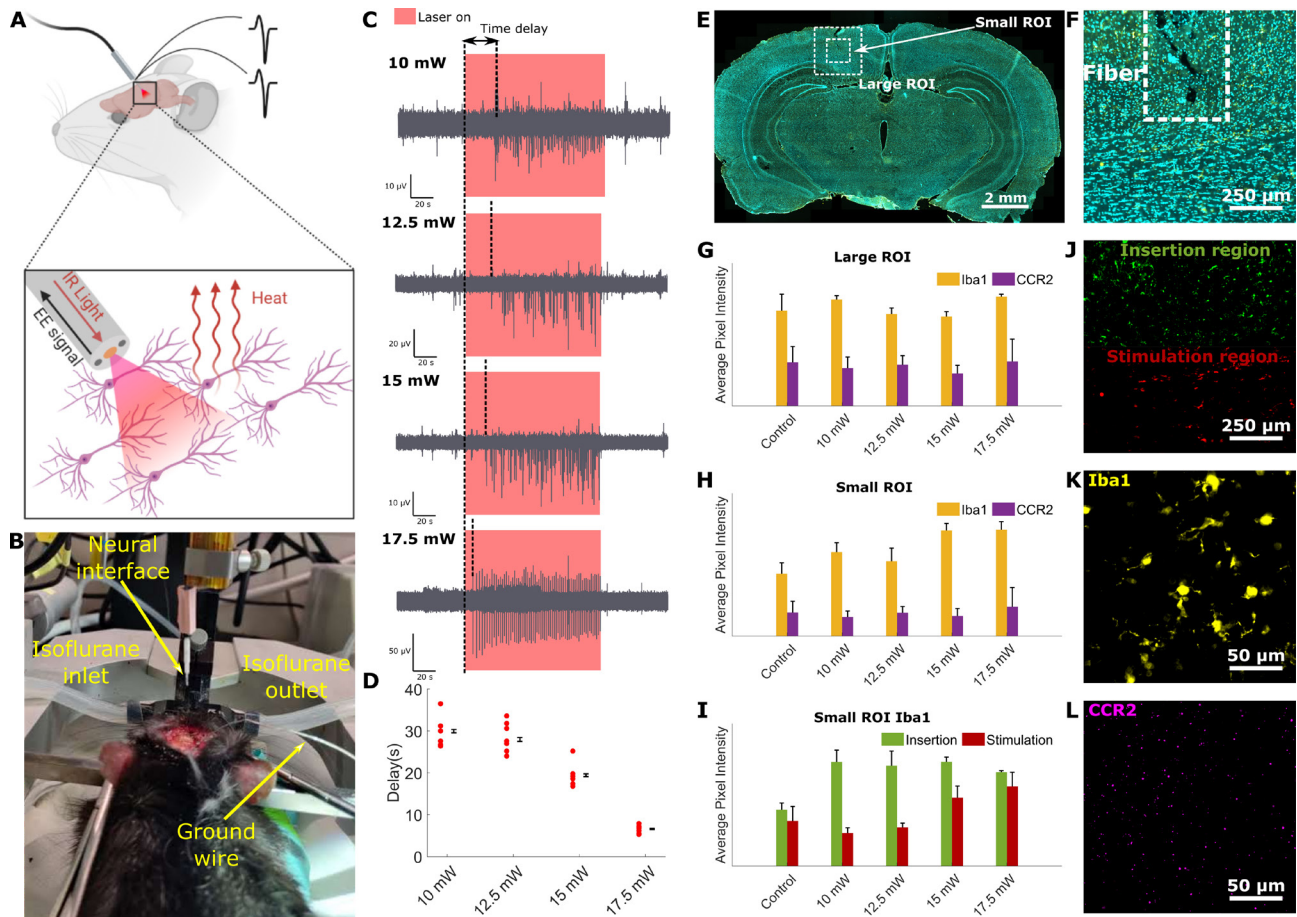 A
IR Light
EE signal
Heat
B
Neural
interface
Isoflurane
inlet
Isoflurane
outlet
Ground
wire
C
Laser on
Time delay
10 mW
10 µV
20 s
12.5 mW
20 µV
20 s
15 mW
10 µV
20 s
17.5 mW
50 µV
20 s
D
Delay(s)
40
30
20
10
0
10 mW
12.5 mW
15 mW
17.5 mW
E
Small ROI
Large ROI
2 mm
F
Fiber
250 µm
G
Large ROI
Iba1
CCR2
Average Pixel Intensity
Control
10 mW
12.5 mW
15 mW
17.5 mW
H
Small ROI
Iba1
CCR2
Average Pixel Intensity
Control
10 mW
12.5 mW
15 mW
17.5 mW
I
Small ROI Iba1
Insertion
Stimulation
Average Pixel Intensity
Control
10 mW
12.5 mW
15 mW
17.5 mW
J
Insertion region
Stimulation region
250 µm
K
Iba1
50 µm
L
CCR2
50 µm